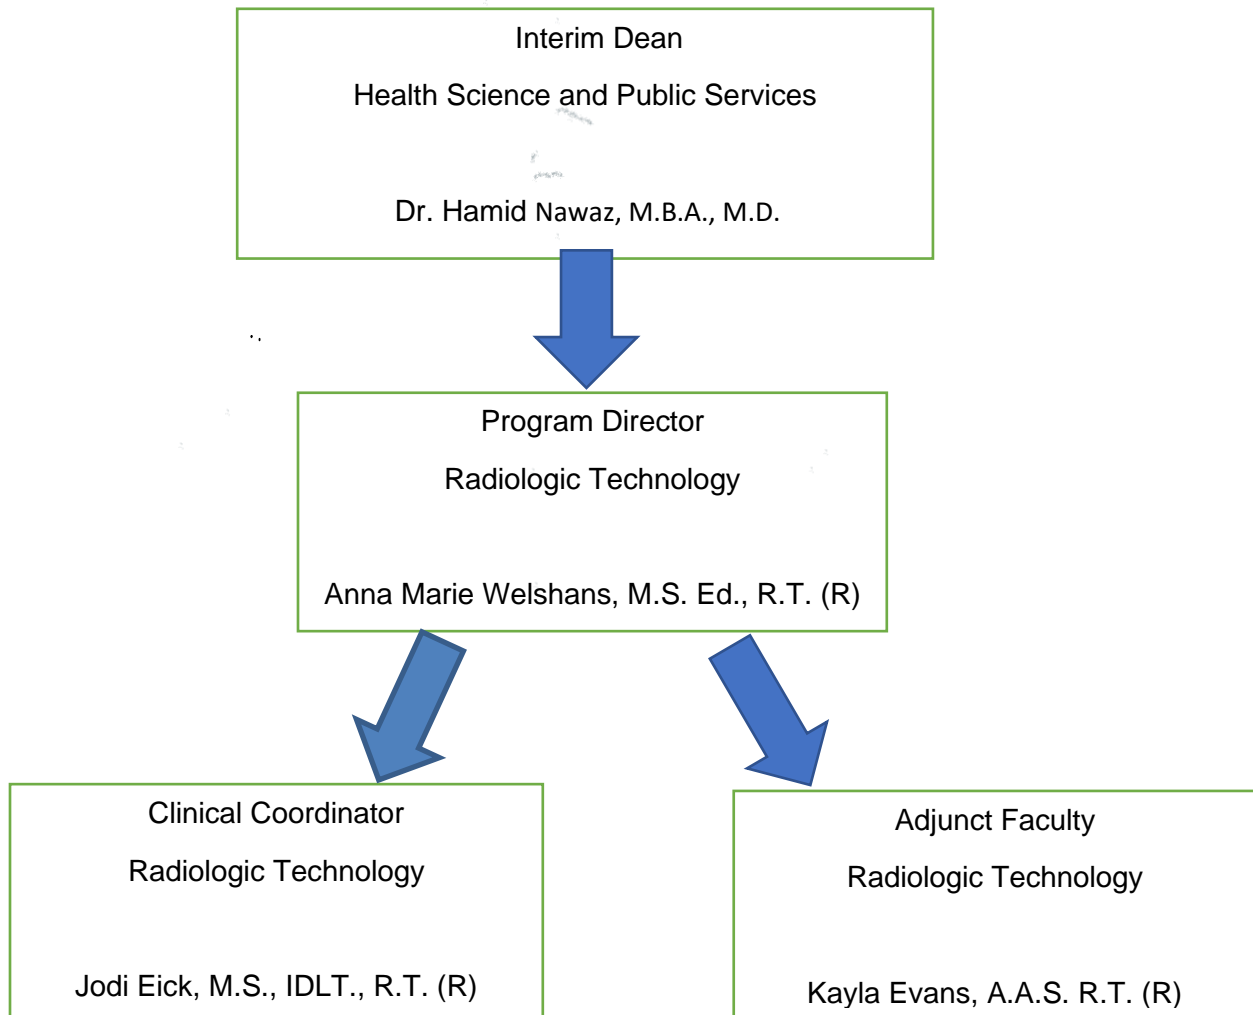 Interim Dean
Health Science and Public Services
Dr. Hamid Nawaz, M.B.A., M.D.
Program Director
Radiologic Technology
Anna Marie Welshans, M.S. Ed., R.T. (R)
Clinical Coordinator
Radiologic Technology
Jodi Eick, M.S., IDLT., R.T. (R)
Adjunct Faculty
Radiologic Technology
Kayla Evans, A.A.S. R.T. (R)